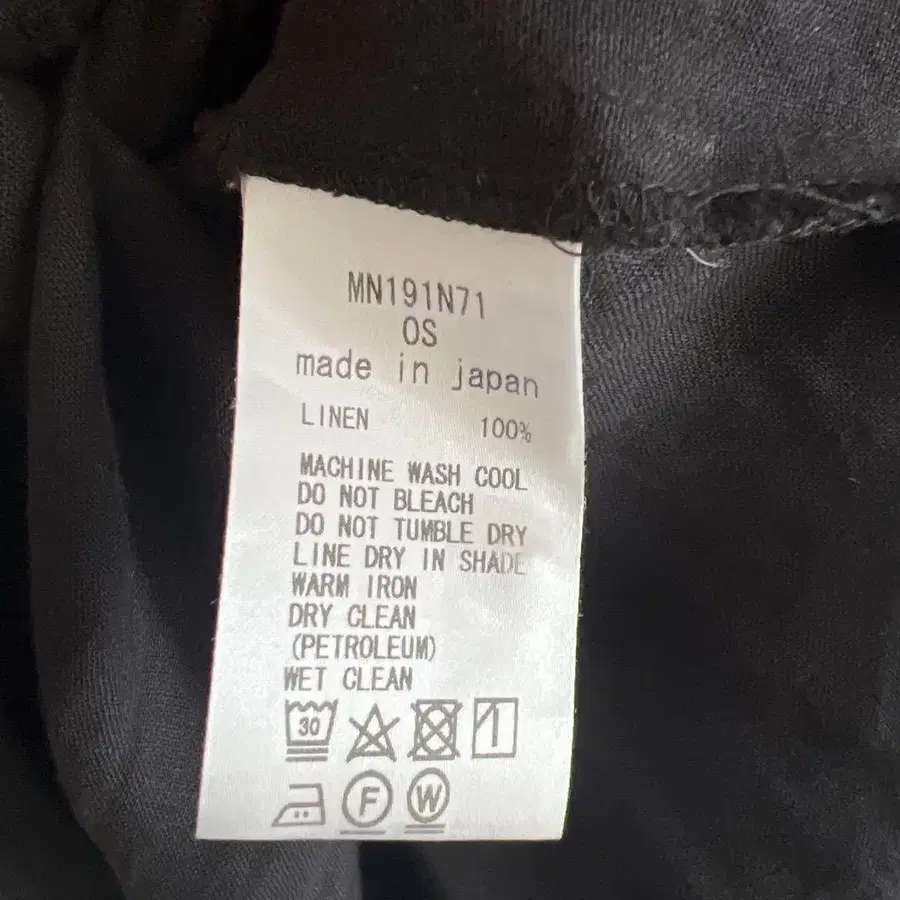 MN191N71
OS
made in japan
LINEN 100%
MACHINE WASH COOL
DO NOT BLEACH
DO NOT TUMBLE DRY
LINE DRY IN SHADE
WARM IRON
DRY CLEAN
(PETROLEUM)
WET CLEAN
30
F W